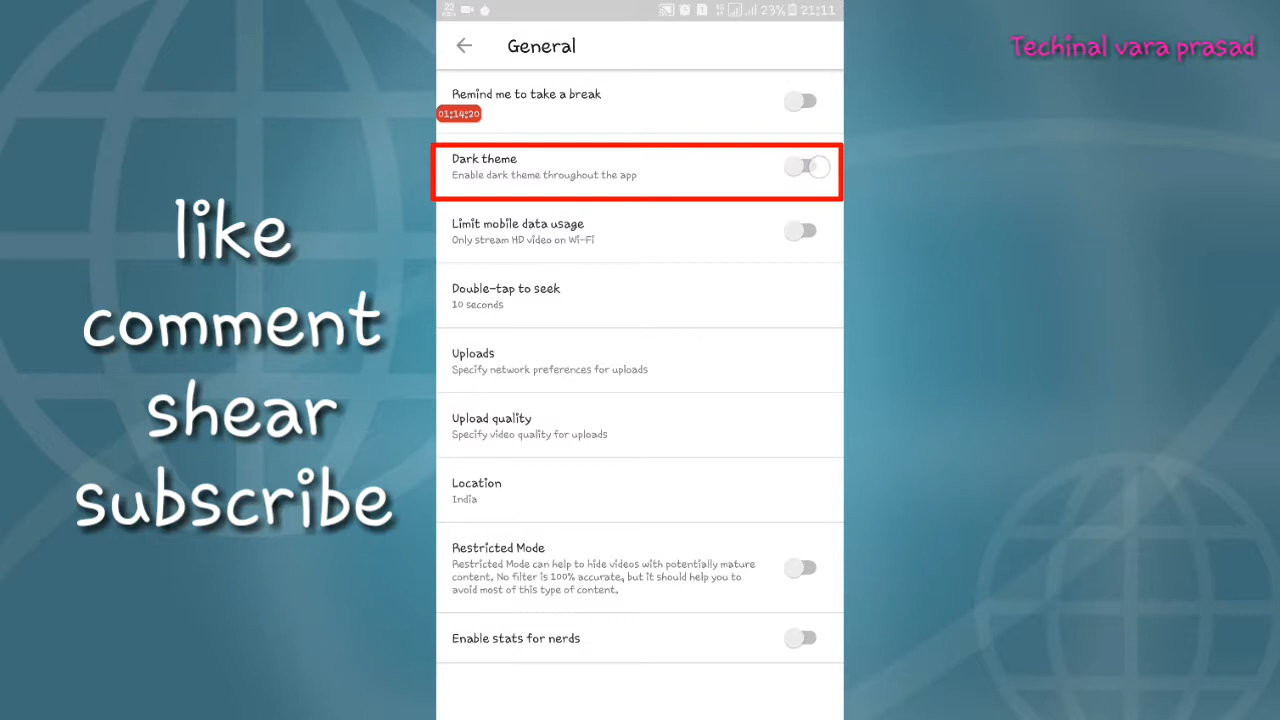 22
23% 21:11
General
Techinal vara prasad
Remind me to take a break
01:14:20
Dark theme
Enable dark theme throughout the app
Limit mobile data usage
Only stream HD video on Wi-Fi
Double-tap to seek
10 seconds
Uploads
Specify network preferences for uploads
Upload quality
Specify video quality for uploads
Location
India
Restricted Mode
Restricted Mode can help to hide videos with potentially mature
content. No filter is 100% accurate, but it should help you to
avoid most of this type of content.
Enable stats for nerds
like
comment
shear
subscribe